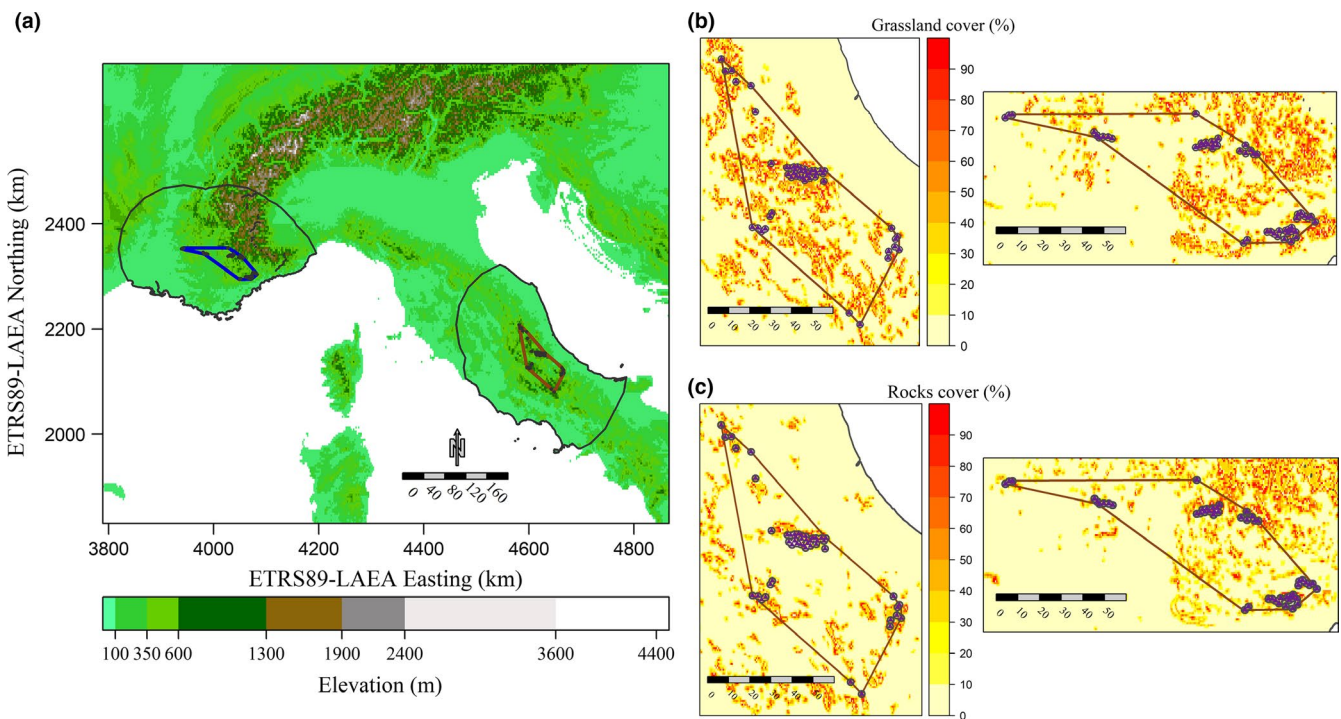 (a)
ETRS89-LAEA Northing (km)
2400
2200
2000
N
0 40 80 120 160
3800 4000 4200 4400 4600 4800
ETRS89-LAEA Easting (km)
100 350 600 1300 1900 2400 3600 4400
Elevation (m)
(b)
Grassland cover (%)
0 10 20 30 40 50
90
80
70
60
50
40
30
20
10
0
0 10 20 30 40 50
(c)
Rocks cover (%)
0 10 20 30 40 50
90
80
70
60
50
40
30
20
10
0
0 10 20 30 40 50